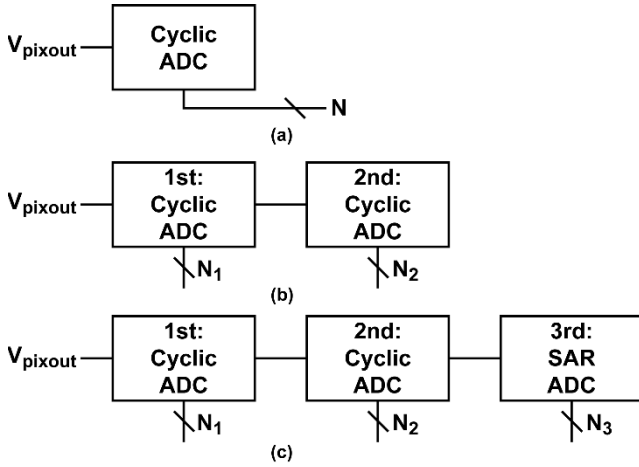 Vpixout
Cyclic
ADC
N
(a)
Vpixout
1st:
Cyclic
ADC
N1
2nd:
Cyclic
ADC
N2
(b)
Vpixout
1st:
Cyclic
ADC
N1
2nd:
Cyclic
ADC
N2
3rd:
SAR
ADC
N3
(c)